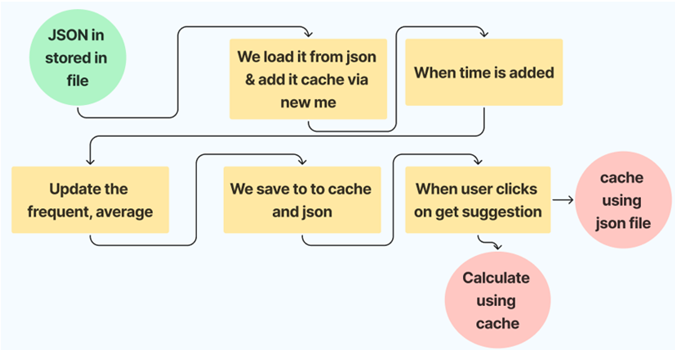 JSON in
stored in
file
We load it from json
& add it cache via
new me
When time is added
Update the
frequent, average
We save to to cache
and json
When user clicks
on get suggestion
cache
using
json file
Calculate
using
cache